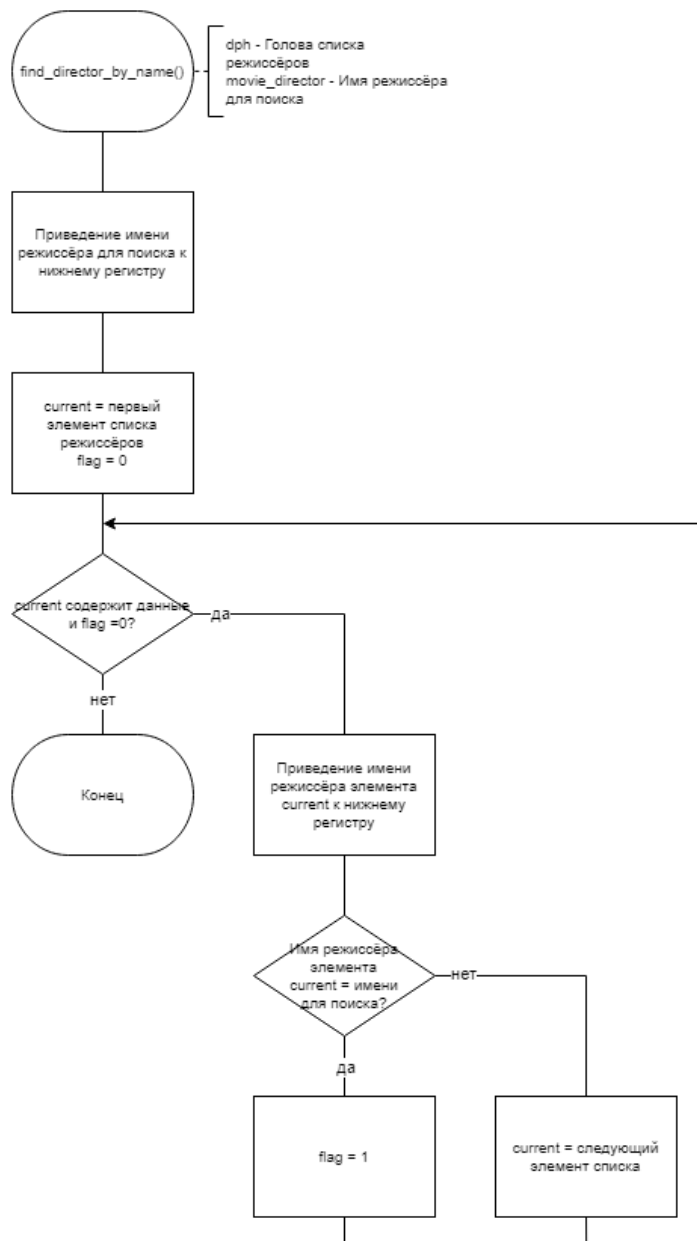 find_director_by_name()
dph - Голова списка
режиссёров
movie_director - Имя режиссёра
для поиска
Приведение имени
режиссёра для поиска к
нижнему регистру
current = первый
элемент списка
режиссёров
flag = 0
current содержит данные
и flag =0?
да
нет
Конец
Приведение имени
режиссёра элемента
current к нижнему
регистру
Имя режиссёра
элемента
current = имени
для поиска?
нет
да
flag = 1
current = следующий
элемент списка